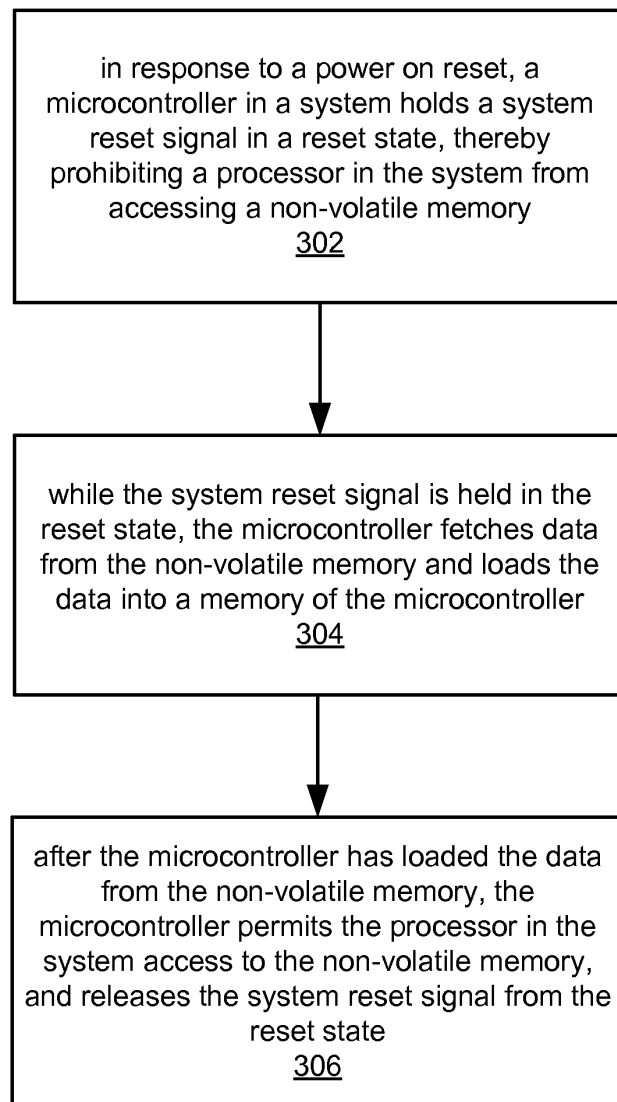 in response to a power on reset, a
microcontroller in a system holds a system
reset signal in a reset state, thereby
prohibiting a processor in the system from
accessing a non-volatile memory
302
while the system reset signal is held in the
reset state, the microcontroller fetches data
from the non-volatile memory and loads the
data into a memory of the microcontroller
304
after the microcontroller has loaded the data
from the non-volatile memory, the
microcontroller permits the processor in the
system access to the non-volatile memory,
and releases the system reset signal from the
reset state
306